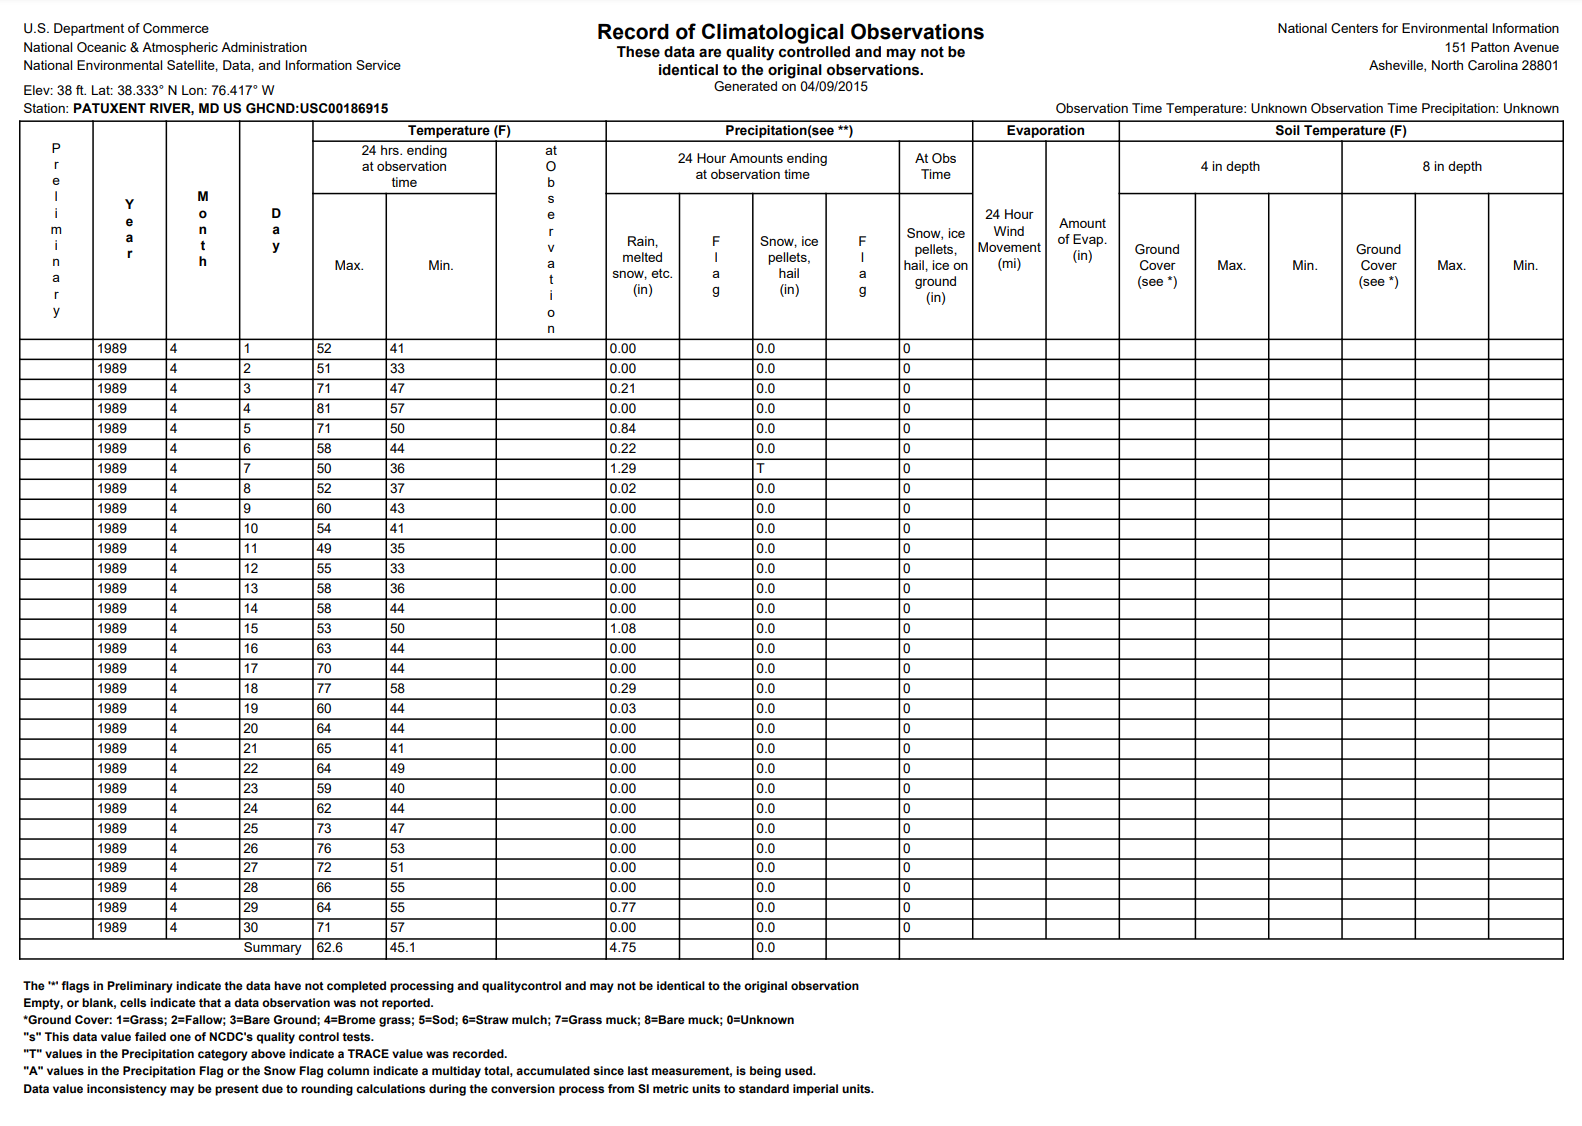 U.S. Department of Commerce
National Oceanic & Atmospheric Administration
National Environmental Satellite, Data, and Information Service
Elev: 38 ft. Lat: 38.333° N Lon: 76.417° W
Station: PATUXENT RIVER, MD US GHCND:USC00186915
Record of Climatological Observations
These data are quality controlled and may not be
identical to the original observations.
Generated on 04/09/2015
National Centers for Environmental Information
151 Patton Avenue
Asheville, North Carolina 28801
Observation Time Temperature: Unknown Observation Time Precipitation: Unknown
Preliminary
Year
Month
Day
Temperature (F)
24 hrs. ending
at observation
time
Max.
Min.
at Observation
Precipitation(see **)
24 Hour Amounts ending
at observation time
Rain,
melted
snow, etc.
(in)
Flag
Snow, ice
pellets,
hail
(in)
Flag
At Obs
Time
Snow, ice
pellets,
hail, ice on
ground
(in)
Evaporation
24 Hour
Wind
Movement
(mi)
Amount
of Evap.
(in)
Soil Temperature (F)
4 in depth
Ground
Cover
(see *)
Max.
Min.
8 in depth
Ground
Cover
(see *)
Max.
Min.
1989 4 1 52 41 0.00 0.0 0
1989 4 2 51 33 0.00 0.0 0
1989 4 3 71 47 0.21 0.0 0
1989 4 4 81 57 0.00 0.0 0
1989 4 5 71 50 0.84 0.0 0
1989 4 6 58 44 0.22 0.0 0
1989 4 7 50 36 1.29 T 0
1989 4 8 52 37 0.02 0.0 0
1989 4 9 60 43 0.00 0.0 0
1989 4 10 54 41 0.00 0.0 0
1989 4 11 49 35 0.00 0.0 0
1989 4 12 55 33 0.00 0.0 0
1989 4 13 58 36 0.00 0.0 0
1989 4 14 58 44 0.00 0.0 0
1989 4 15 53 50 1.08 0.0 0
1989 4 16 63 44 0.00 0.0 0
1989 4 17 70 44 0.00 0.0 0
1989 4 18 77 58 0.29 0.0 0
1989 4 19 60 44 0.03 0.0 0
1989 4 20 64 44 0.00 0.0 0
1989 4 21 65 41 0.00 0.0 0
1989 4 22 64 49 0.00 0.0 0
1989 4 23 59 40 0.00 0.0 0
1989 4 24 62 44 0.00 0.0 0
1989 4 25 73 47 0.00 0.0 0
1989 4 26 76 53 0.00 0.0 0
1989 4 27 72 51 0.00 0.0 0
1989 4 28 66 55 0.00 0.0 0
1989 4 29 64 55 0.77 0.0 0
1989 4 30 71 57 0.00 0.0 0
Summary 62.6 45.1 4.75 0.0
The '*' flags in Preliminary indicate the data have not completed processing and qualitycontrol and may not be identical to the original observation
Empty, or blank, cells indicate that a data observation was not reported.
*Ground Cover: 1=Grass; 2=Fallow; 3=Bare Ground; 4=Brome grass; 5=Sod; 6=Straw mulch; 7=Grass muck; 8=Bare muck; 0=Unknown
"s" This data value failed one of NCDC's quality control tests.
"T" values in the Precipitation category above indicate a TRACE value was recorded.
"A" values in the Precipitation Flag or the Snow Flag column indicate a multiday total, accumulated since last measurement, is being used.
Data value inconsistency may be present due to rounding calculations during the conversion process from SI metric units to standard imperial units.